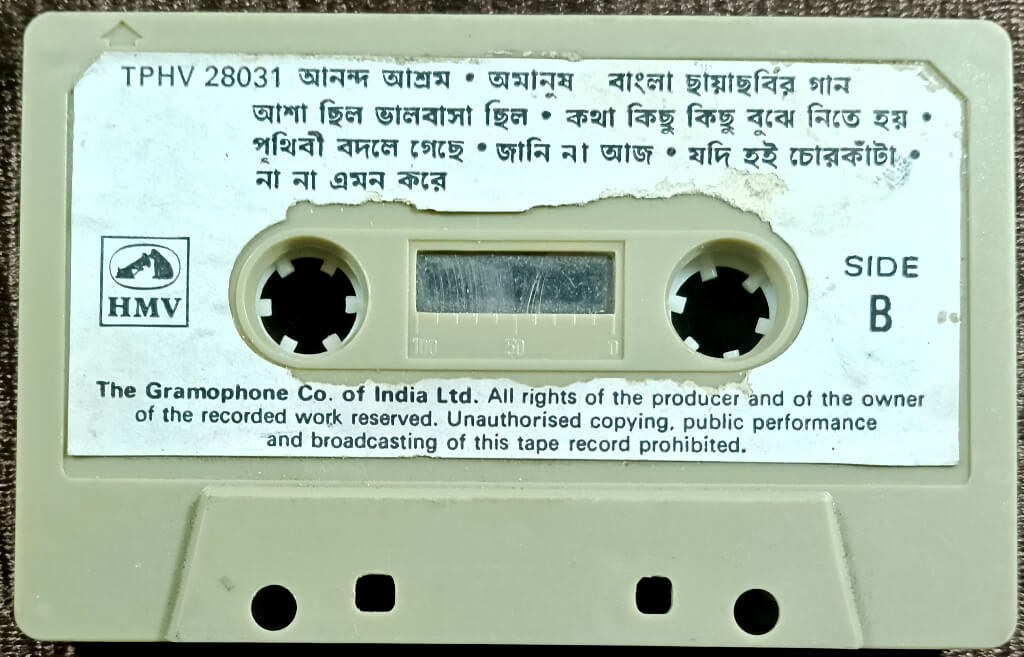 TPHV 28031 আনন্দ আশ্রম • অমানুষ বাংলা ছায়াছবির গান
আশা ছিল ভালবাসা ছিল • কথা কিছু কিছু বুঝে নিতে হয় •
পৃথিবী বদলে গেছে • জানি না আজ • যদি হই চোরকাঁটা •
না না এমন করে
HMV
SIDE
B
100 50 0
The Gramophone Co. of India Ltd. All rights of the producer and of the owner
of the recorded work reserved. Unauthorised copying, public performance
and broadcasting of this tape record prohibited.